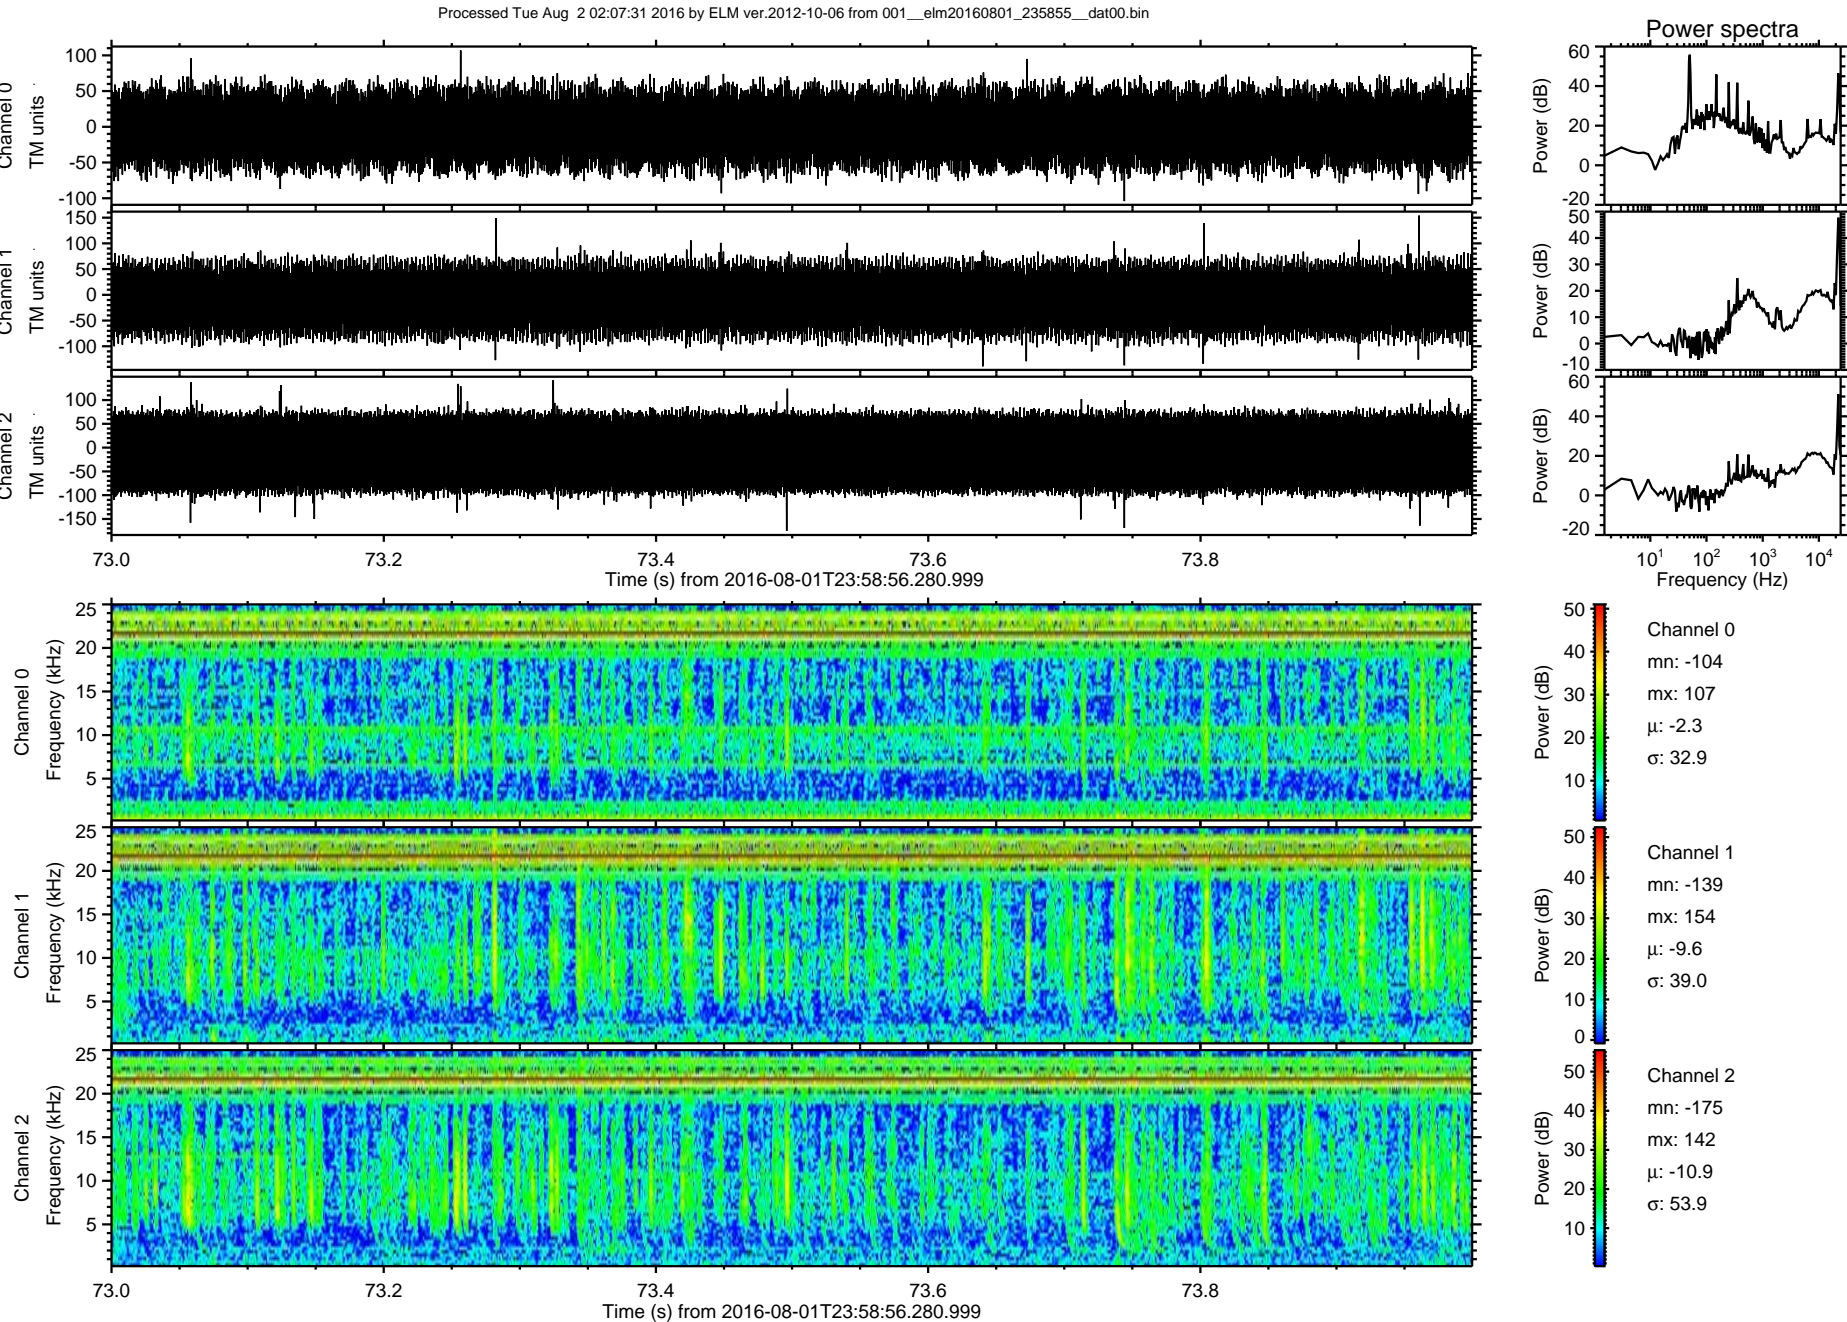 Processed Tue Aug 2 02:07:31 2016 by ELM ver.2012-10-06 from 001__elm20160801_235855__dat00.bin
Power spectra
Channel 0
TM units
100
50
0
-50
-100
Power (dB)
60
40
20
0
-20
Channel 1
TM units
150
100
50
0
-50
-100
Power (dB)
50
40
30
20
10
0
-10
Channel 2
TM units
100
50
0
-50
-100
-150
Power (dB)
60
40
20
0
-20
73.0 73.2 73.4 73.6 73.8
Time (s) from 2016-08-01T23:58:56.280.999
10^1 10^2 10^3 10^4
Frequency (Hz)
Channel 0
Frequency (kHz)
25
20
15
10
5
Power (dB)
50
40
30
20
10
Channel 0
mn: -104
mx: 107
μ: -2.3
σ: 32.9
Channel 1
Frequency (kHz)
25
20
15
10
5
Power (dB)
50
40
30
20
10
0
Channel 1
mn: -139
mx: 154
μ: -9.6
σ: 39.0
Channel 2
Frequency (kHz)
25
20
15
10
5
Power (dB)
50
40
30
20
10
Channel 2
mn: -175
mx: 142
μ: -10.9
σ: 53.9
73.0 73.2 73.4 73.6 73.8
Time (s) from 2016-08-01T23:58:56.280.999